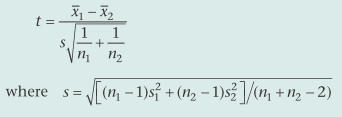 t = (x̄₁ − x̄₂) / (s√(1/n₁ + 1/n₂))
where s = √([(n₁ − 1)s₁² + (n₂ − 1)s₂²]/(n₁ + n₂ − 2))